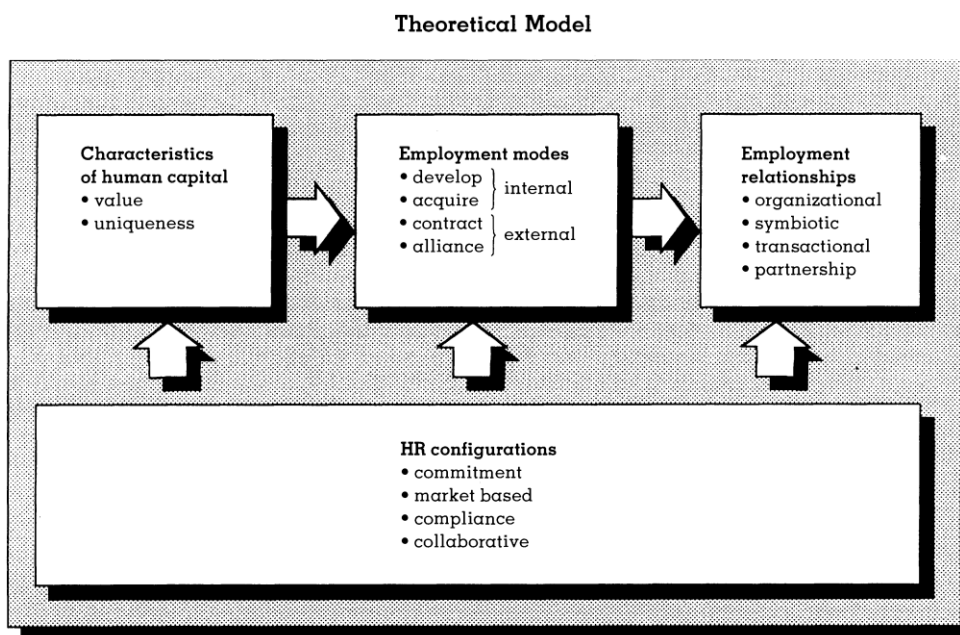 Theoretical Model
Characteristics
of human capital
• value
• uniqueness
Employment modes
• develop
• acquire
internal
• contract
• alliance
external
Employment
relationships
• organizational
• symbiotic
• transactional
• partnership
HR configurations
• commitment
• market based
• compliance
• collaborative